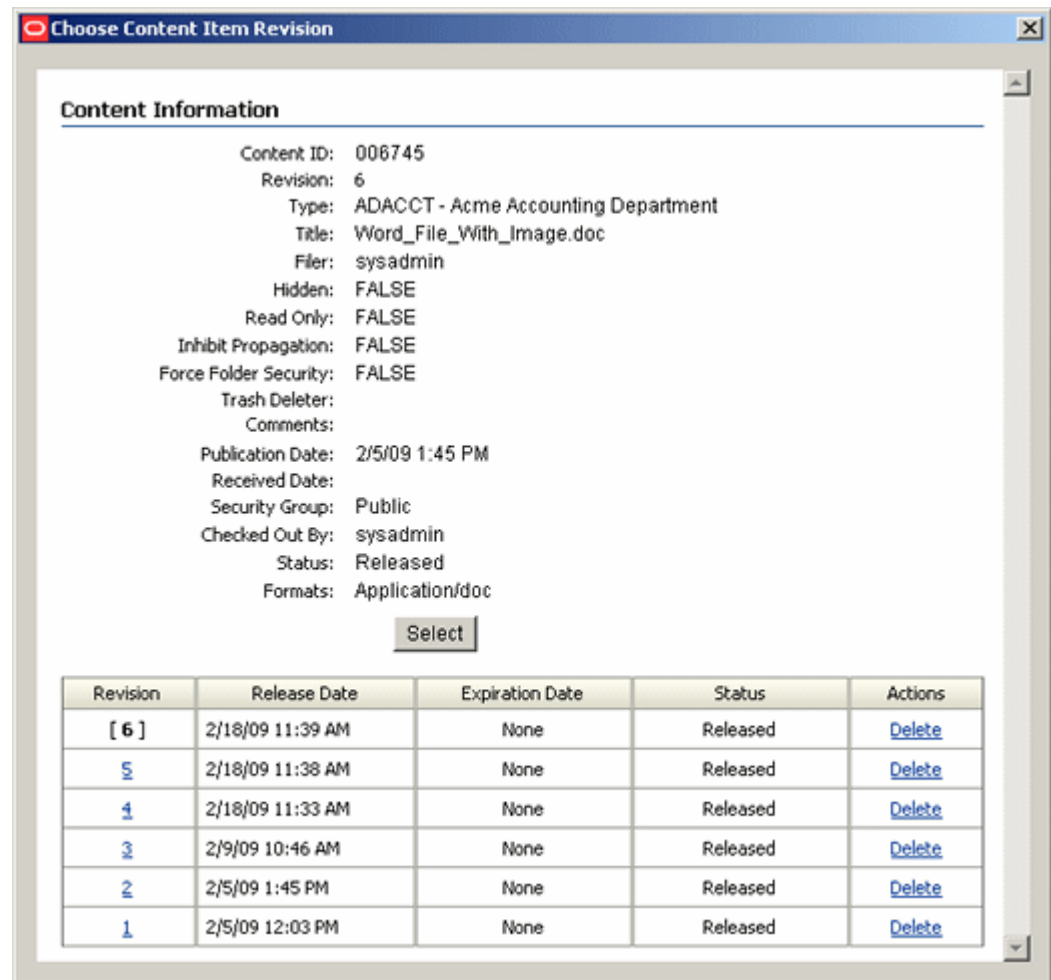 Choose Content Item Revision
Content Information
Content ID: 006745
Revision: 6
Type: ADACCT - Acme Accounting Department
Title: Word_File_With_Image.doc
Filer: sysadmin
Hidden: FALSE
Read Only: FALSE
Inhibit Propagation: FALSE
Force Folder Security: FALSE
Trash Deleter:
Comments:
Publication Date: 2/5/09 1:45 PM
Received Date:
Security Group: Public
Checked Out By: sysadmin
Status: Released
Formats: Application/doc
Select
Revision Release Date Expiration Date Status Actions
[ 6 ] 2/18/09 11:39 AM None Released Delete
5 2/18/09 11:38 AM None Released Delete
4 2/18/09 11:33 AM None Released Delete
3 2/9/09 10:46 AM None Released Delete
2 2/5/09 1:45 PM None Released Delete
1 2/5/09 12:03 PM None Released Delete